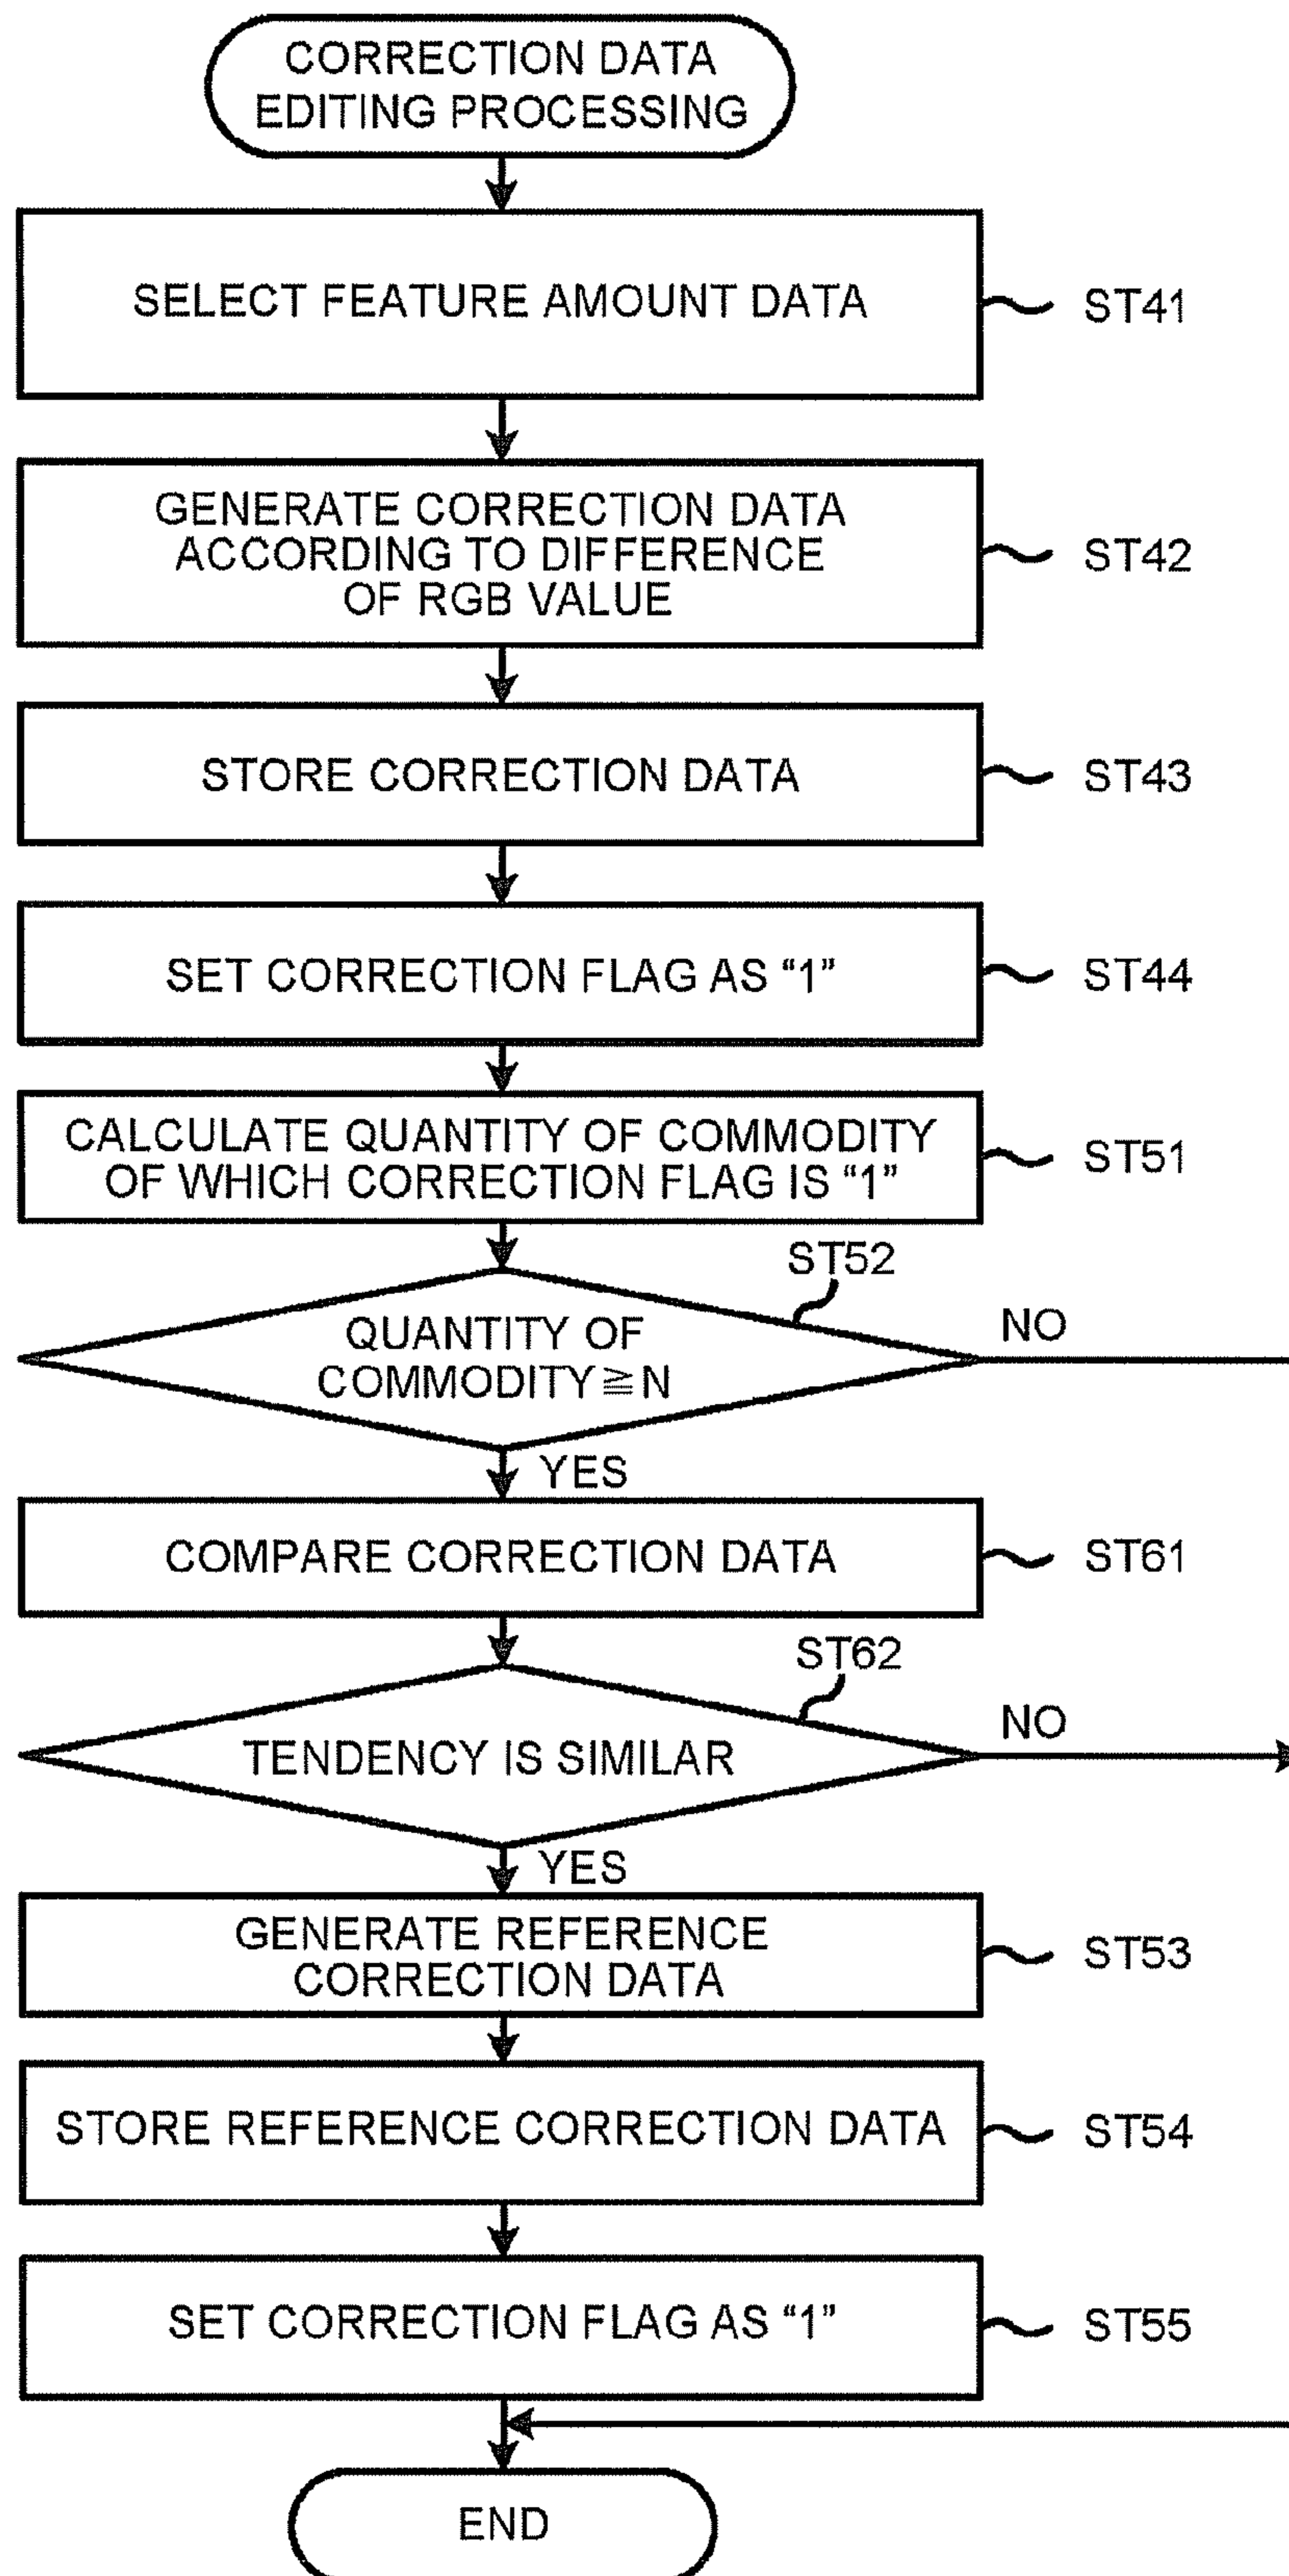 CORRECTION DATA
EDITING PROCESSING
SELECT FEATURE AMOUNT DATA
ST41
GENERATE CORRECTION DATA
ACCORDING TO DIFFERENCE
OF RGB VALUE
ST42
STORE CORRECTION DATA
ST43
SET CORRECTION FLAG AS “1”
ST44
CALCULATE QUANTITY OF COMMODITY
OF WHICH CORRECTION FLAG IS “1”
ST51
ST52
QUANTITY OF
COMMODITY≧N
NO
YES
COMPARE CORRECTION DATA
ST61
ST62
TENDENCY IS SIMILAR
NO
YES
GENERATE REFERENCE
CORRECTION DATA
ST53
STORE REFERENCE CORRECTION DATA
ST54
SET CORRECTION FLAG AS “1”
ST55
END